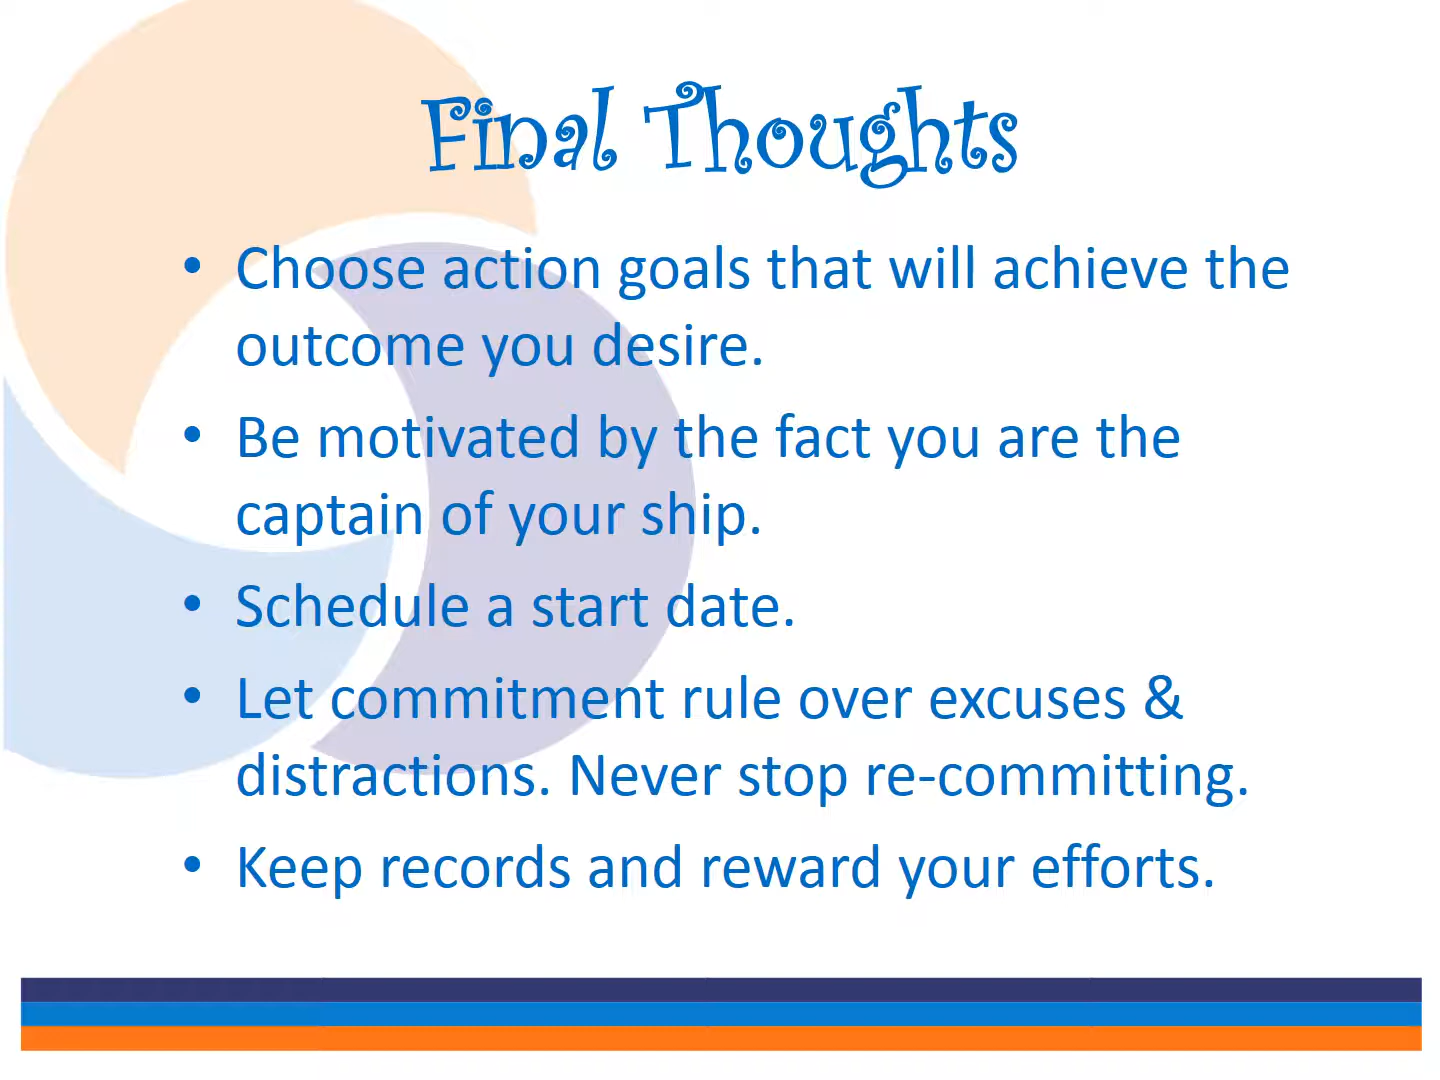 Final Thoughts
• Choose action goals that will achieve the
outcome you desire.
• Be motivated by the fact you are the
captain of your ship.
• Schedule a start date.
• Let commitment rule over excuses &
distractions. Never stop re-committing.
• Keep records and reward your efforts.